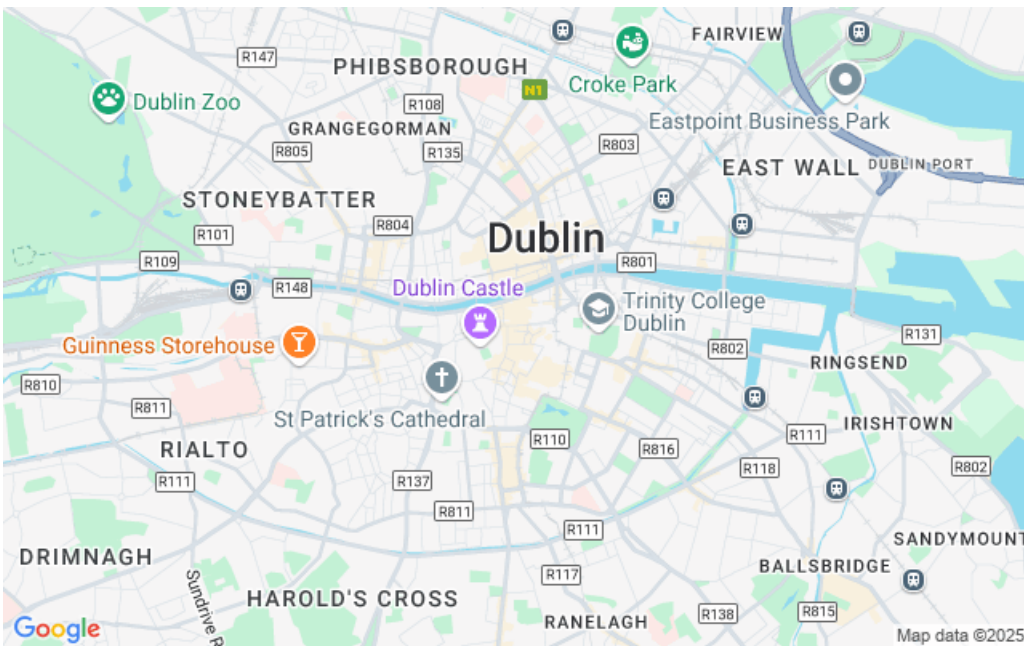 FAIRVIEW
R147
PHIBSBOROUGH
Croke Park
N1
Dublin Zoo
R108
Eastpoint Business Park
GRANGEGORMAN
R803
R805
R135
EAST WALL
DUBLIN PORT
STONEYBATTER
R804
R101
Dublin
R109
R801
R148
Dublin Castle
Trinity College
Dublin
Guinness Storehouse
R131
R802
RINGSEND
R810
R811
St Patrick's Cathedral
IRISHTOWN
R110
R111
RIALTO
R816
R118
R802
R111
R137
R811
R111
SANDYMOUNT
DRIMNAGH
BALLSBRIDGE
R117
Sundrive R
HAROLD'S CROSS
R138
R815
RANELAGH
Google
Map data ©2025